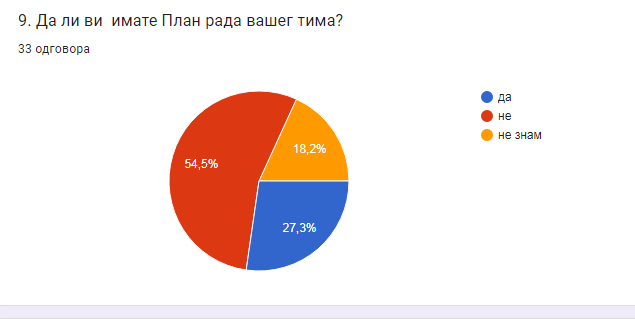 9. Да ли ви  имате План рада вашег тима?
33 одговора
да
не
не знам
54,5%
18,2%
27,3%